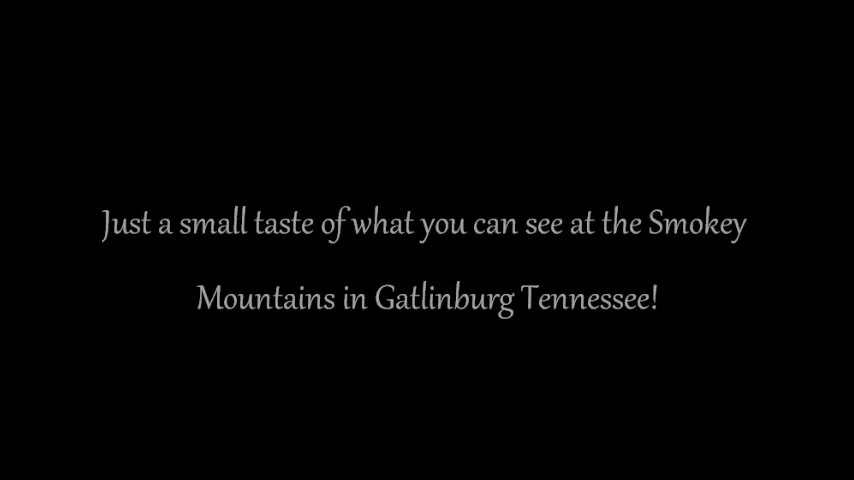 Just a small taste of what you can see at the Smokey
Mountains in Gatlinburg Tennessee!